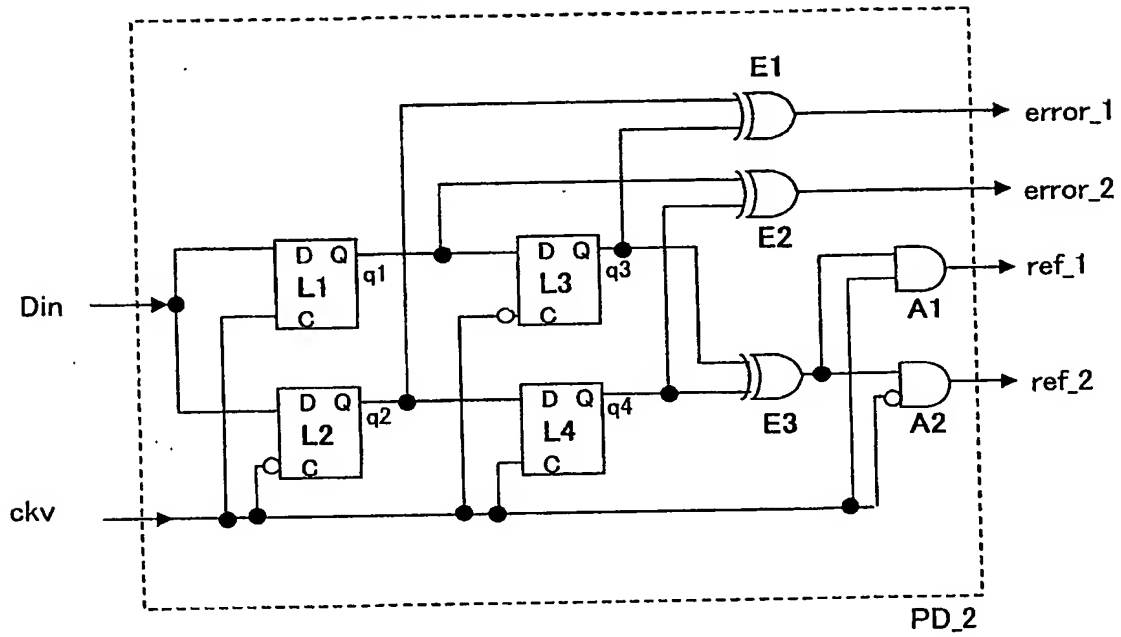 E1
error_1
error_2
E2
D Q
L1
C
q1
D Q
L3
C
q3
ref_1
A1
Din
D Q
L2
C
q2
D Q
L4
C
q4
E3
ref_2
A2
ckv
PD_2